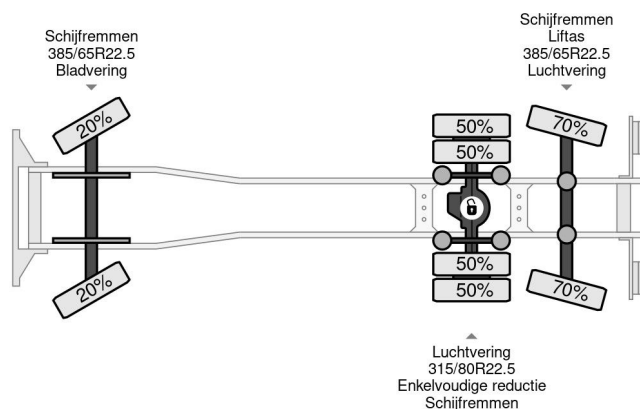 Schijfremmen
385/65R22.5
Bladvering
Schijfremmen
Liftas
385/65R22.5
Luchtvering
20%
50%
50%
70%
20%
50%
50%
70%
Luchtvering
315/80R22.5
Enkelvoudige reductie
Schijfremmen